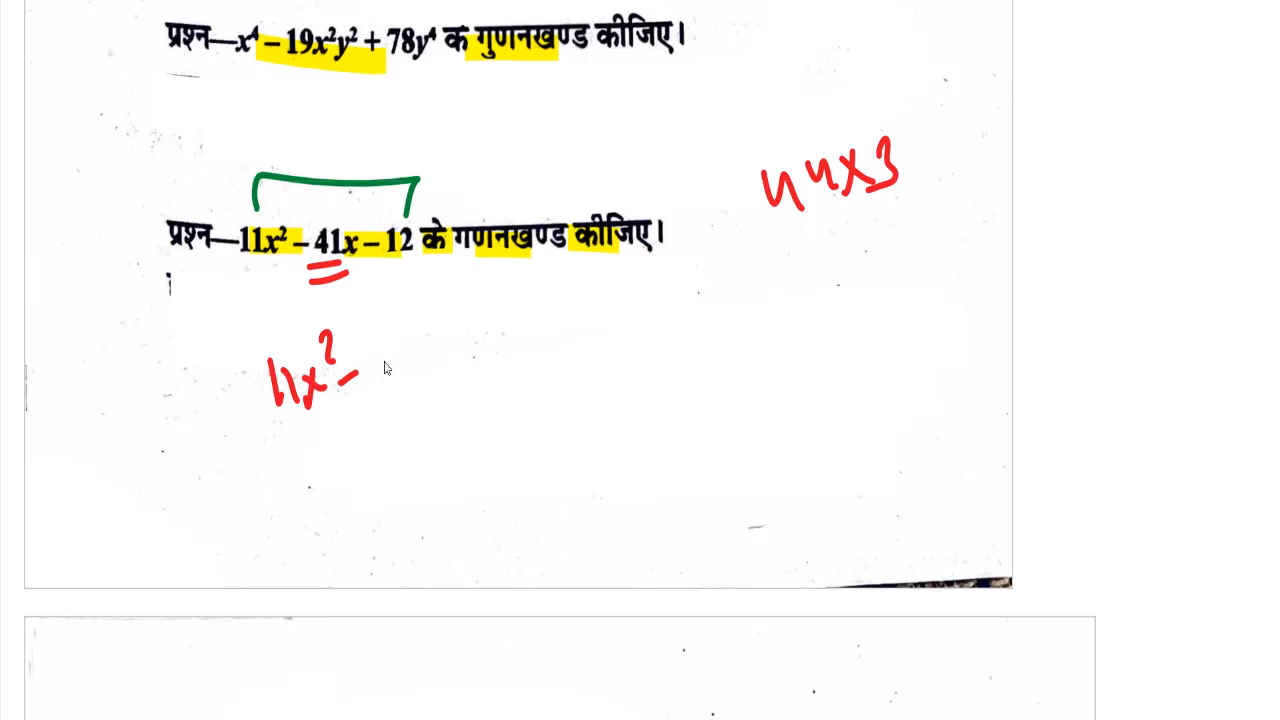 प्रश्न—x⁴ – 19x²y² + 78y⁴ क गुणनखण्ड कीजिए।
44x3
प्रश्न—11x² – 41x – 12 के गणनखण्ड कीजिए।
11x² –